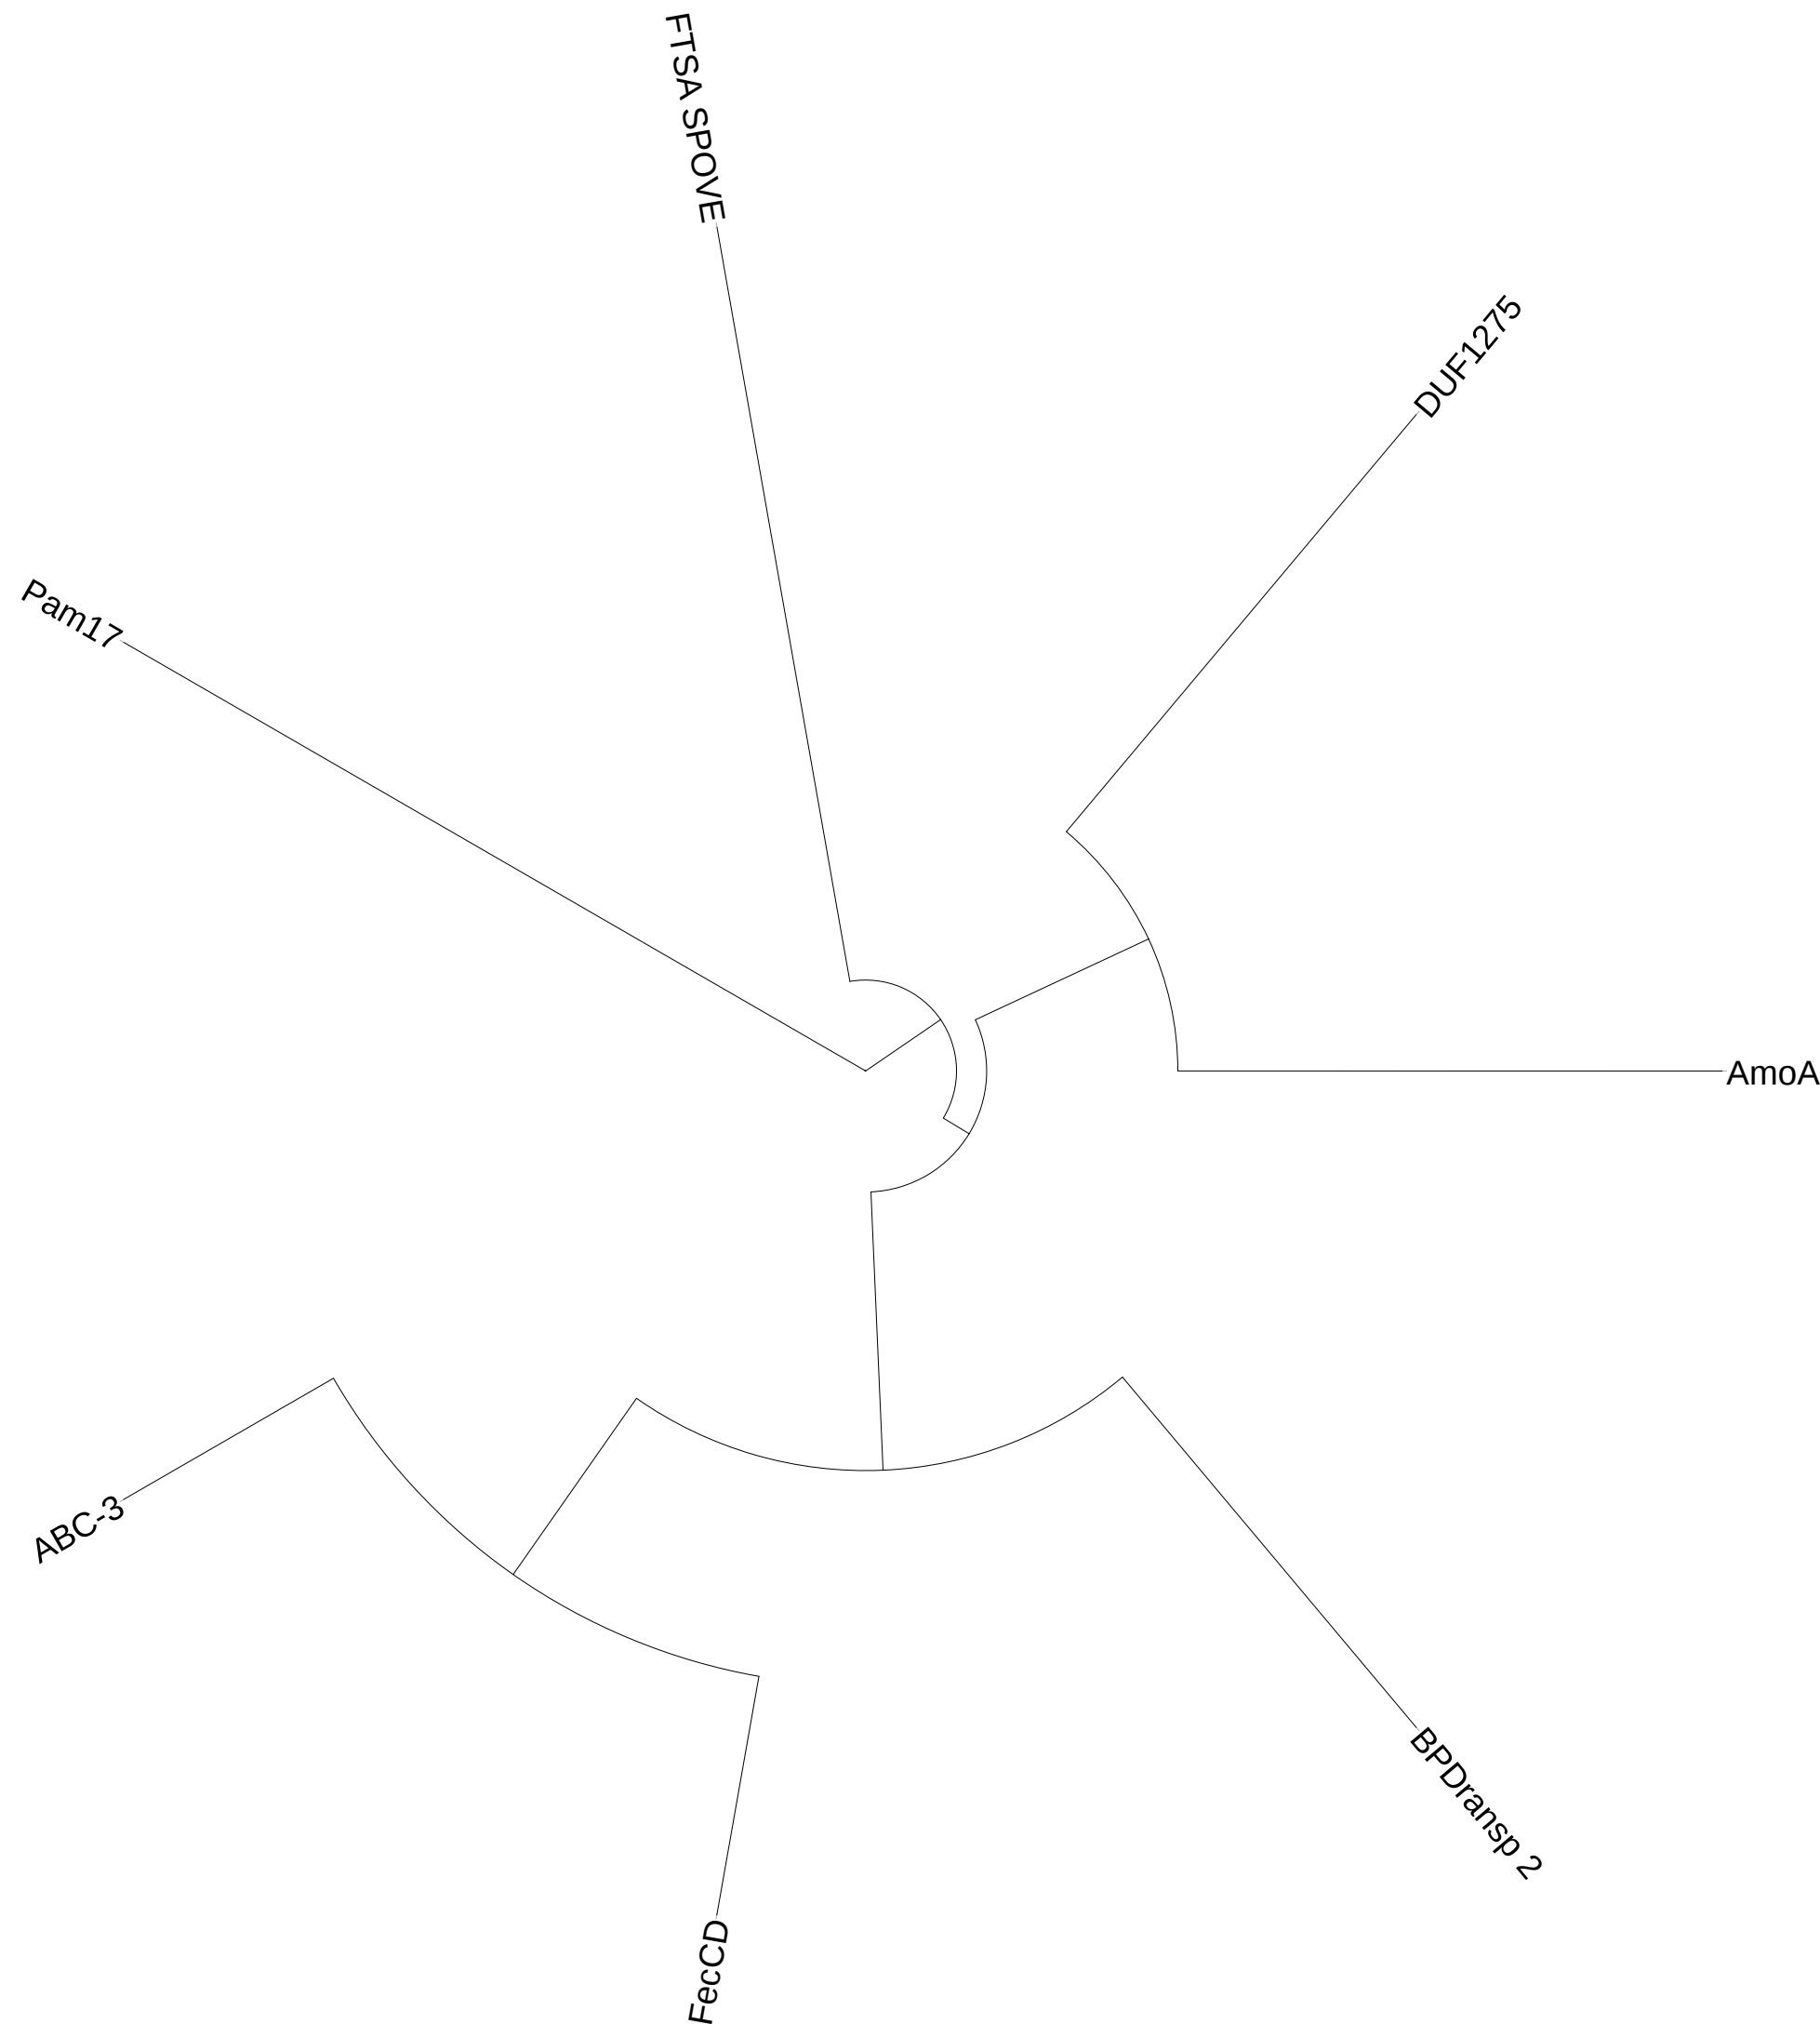 FTSA SPOVE
DUF1275
Pam17
AmoA
ABC-3
BPDransp 2
FecCD